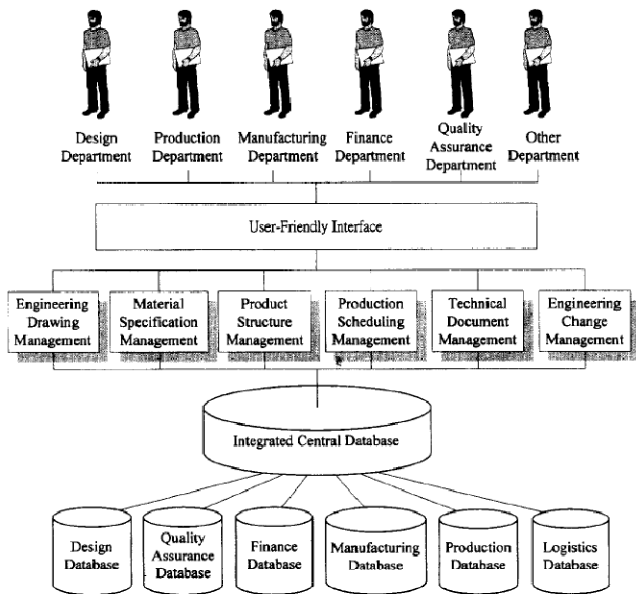 Design
Department
Production
Department
Manufacturing
Department
Finance
Department
Quality
Assurance
Department
Other
Department
User-Friendly Interface
Engineering
Drawing
Management
Material
Specification
Management
Product
Structure
Management
Production
Scheduling
Management
Technical
Document
Management
Engineering
Change
Management
Integrated Central Database
Design
Database
Quality
Assurance
Database
Finance
Database
Manufacturing
Database
Production
Database
Logistics
Database